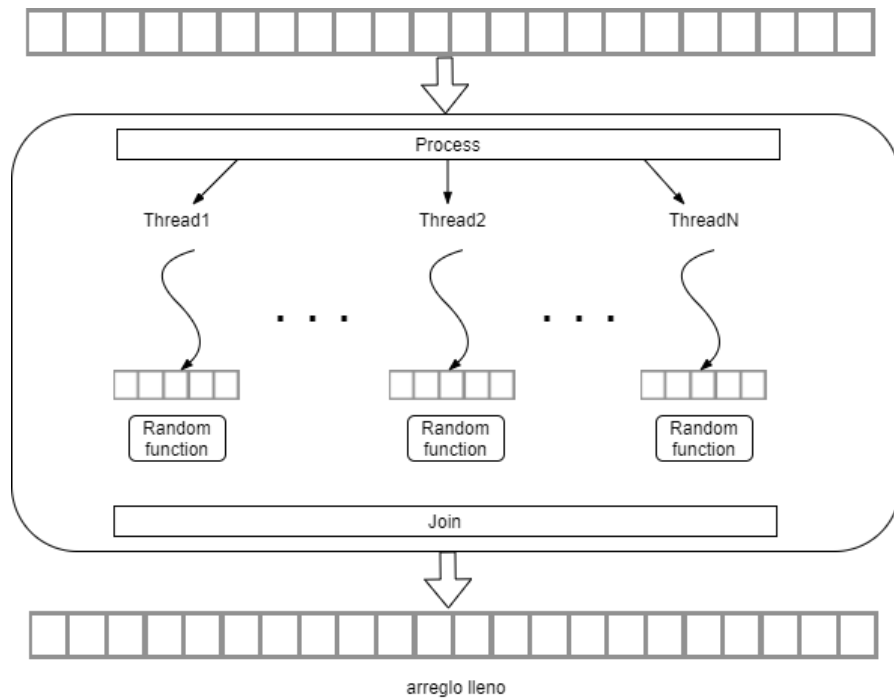 Process
Thread1
Thread2
ThreadN
. . .
. . .
Random
function
Random
function
Random
function
Join
arreglo lleno